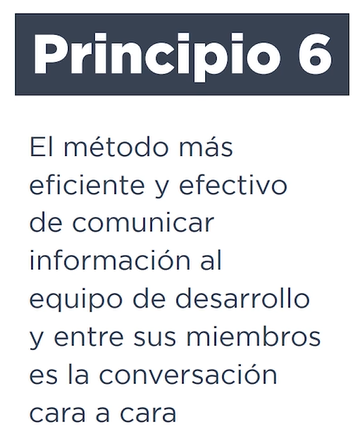 Principio 6
El método más
eficiente y efectivo
de comunicar
información al
equipo de desarrollo
y entre sus miembros
es la conversación
cara a cara